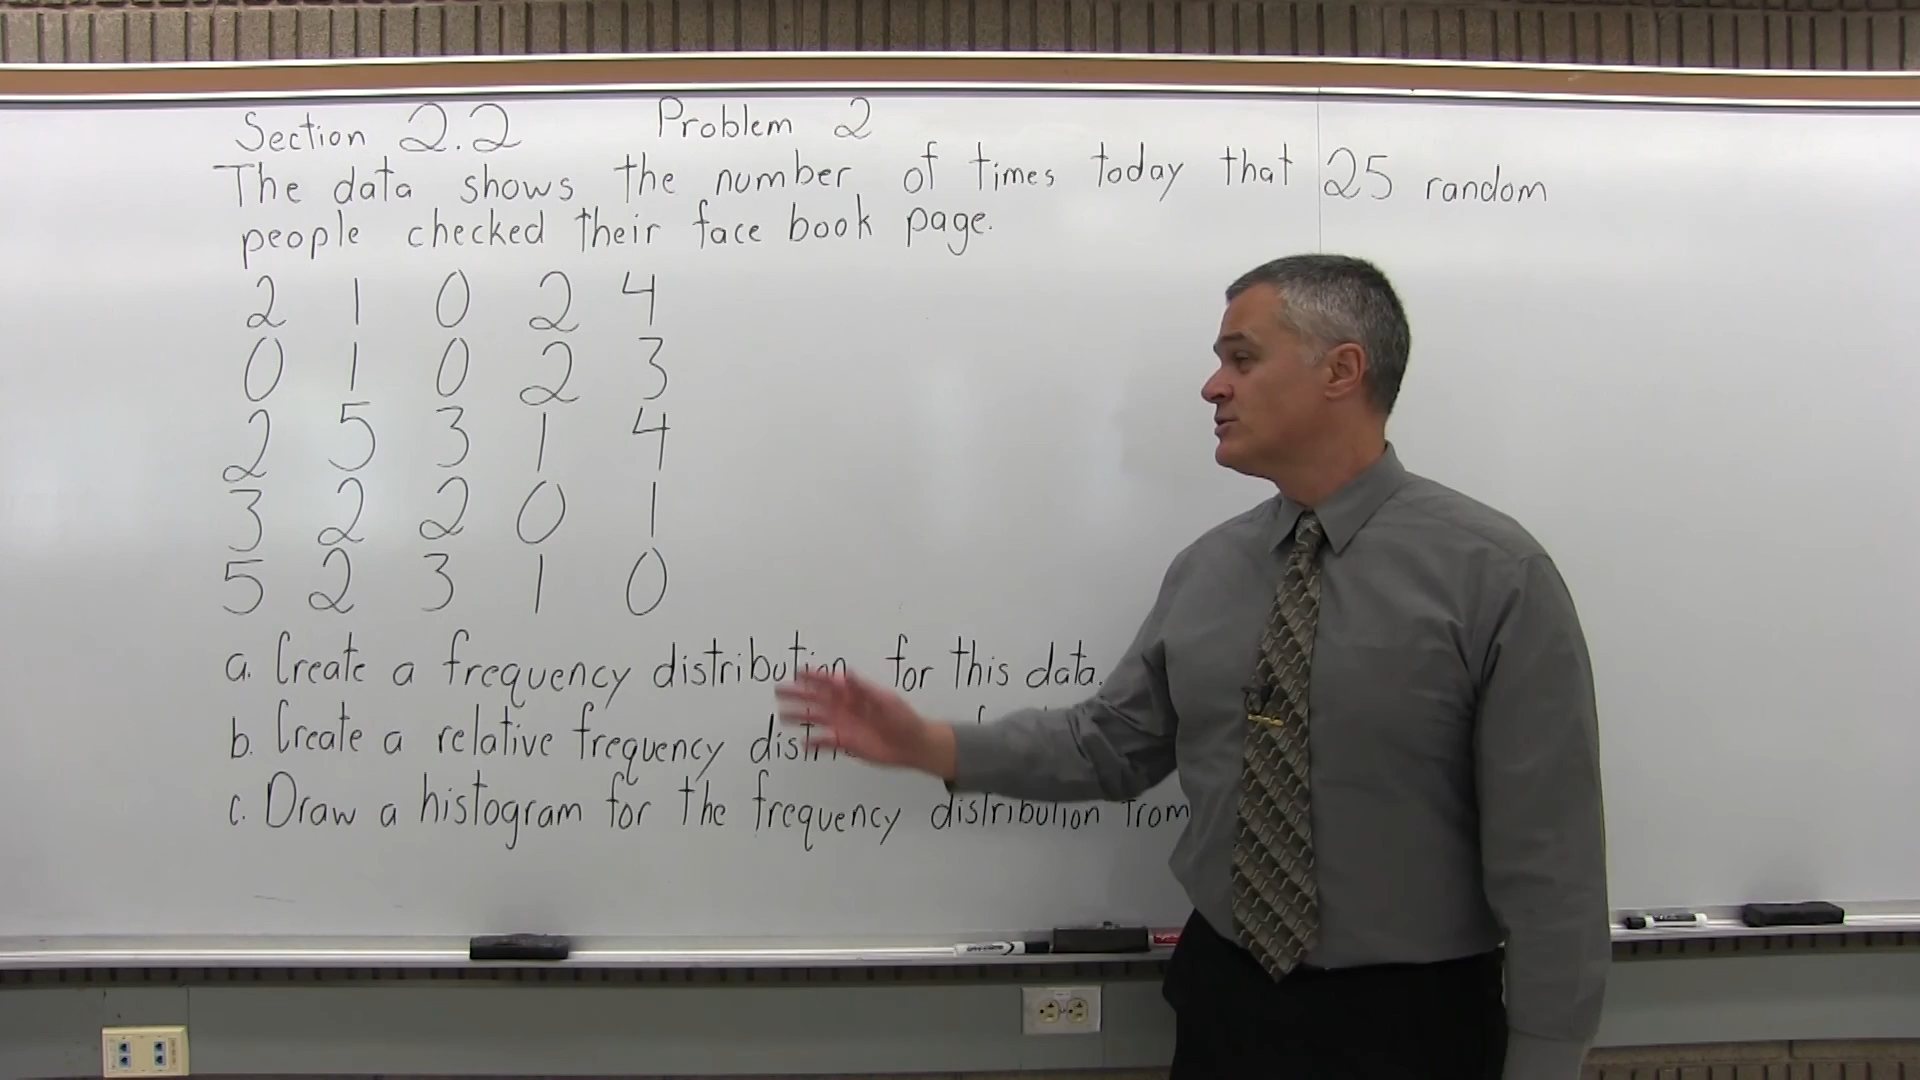 Section 2.2 Problem 2
The data shows the number of times today that 25 random
people checked their face book page.
2 1 0 2 4
0 1 0 2 3
2 5 3 1 4
3 2 2 0 1
5 2 3 1 0
a. Create a frequency distribution for this data.
b. Create a relative frequency
c. Draw a histogram for the frequency distribution from